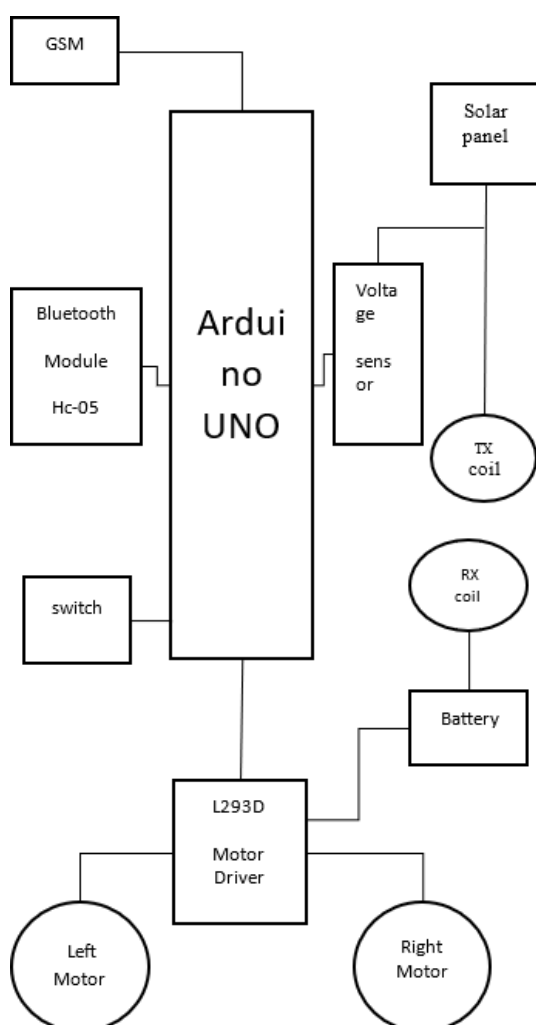 GSM
Solar
panel
Bluetooth
Module
Hc-05
Ardui
no
UNO
Volta
ge
sens
or
TX
coil
RX
coil
switch
Battery
L293D
Motor
Driver
Left
Motor
Right
Motor